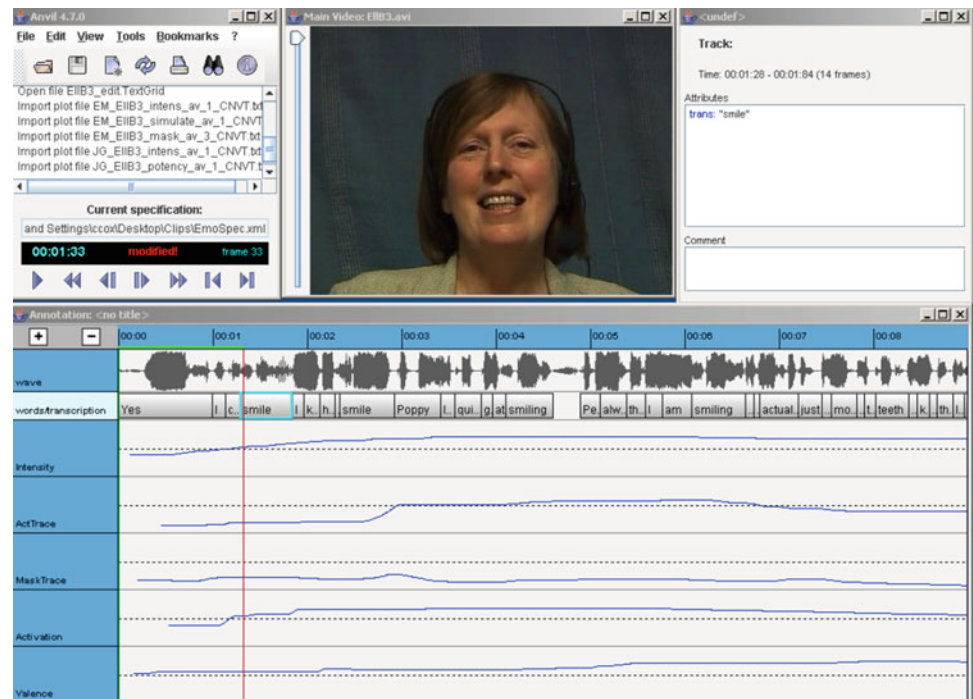 Anvil 4.7.0
File Edit View Tools Bookmarks ?
Open file EIIB3_edit.TextGrid
Import plot file EM_EIIB3_intens_av_1_CNVT.txt
Import plot file EM_EIIB3_simulate_av_1_CNVT
Import plot file EM_EIIB3_mask_av_3_CNVT.txt
Import plot file JG_EIIB3_intens_av_1_CNVT.txt
Import plot file JG_EIIB3_potency_av_1_CNVT.t
Current specification:
and Settings\ccox\Desktop\Clips\EmoSpec.xml
00:01:33 modified! frame 33
Main Video: EIIB3.avi
<undef>
Track:
Time: 00:01:28 - 00:01:84 (14 frames)
Attributes
trans: "smile"
Comment
Annotation: <no title>
+ - 00:00 00:01 00:02 00:03 00:04 00:05 00:06 00:07 00:08
wave
words/transcription Yes I c.. smile I k.. h.. smile Poppy I.. qui.. g. at smiling Pe. alw.. th.. I am smiling actual.. just .. mo... t.. teeth k.. th. I..
Intensity
ActTrace
MaskTrace
Activation
Valence